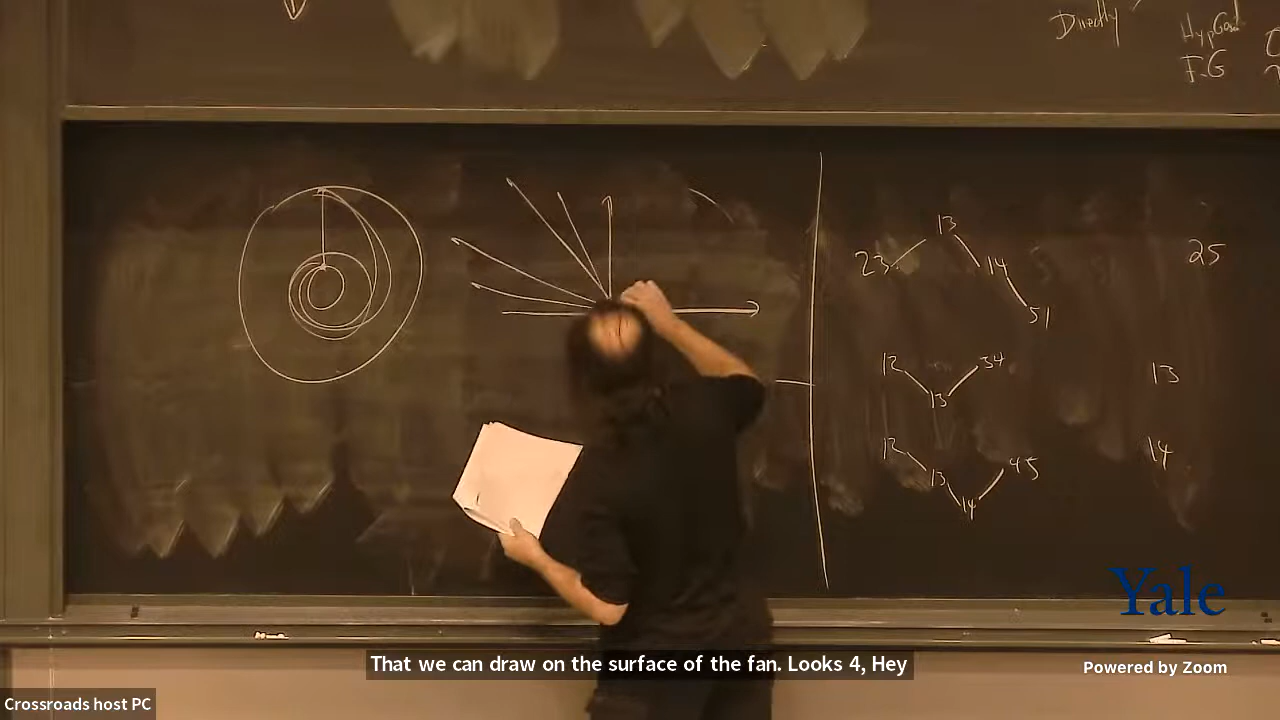 Directly
HypGeod
F-G
13
23
14
51
25
12
34
13
13
12
45
13
14
14
Yale
That we can draw on the surface of the fan. Looks 4, Hey
Powered by Zoom
Crossroads host PC